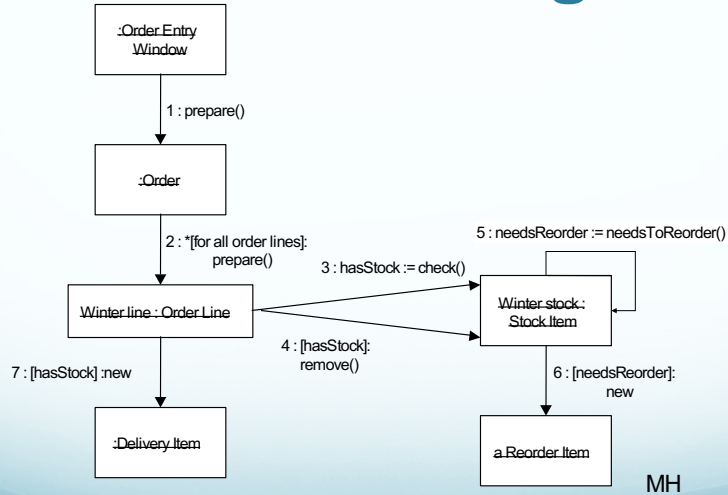 :Order Entry
Window
1 : prepare()
:Order
2 : *[for all order lines]:
prepare()
5 : needsReorder := needsToReorder()
3 : hasStock := check()
Winter line : Order Line
Winter stock :
Stock Item
4 : [hasStock]:
remove()
7 : [hasStock] :new
6 : [needsReorder]:
new
:Delivery Item
a Reorder Item
MH